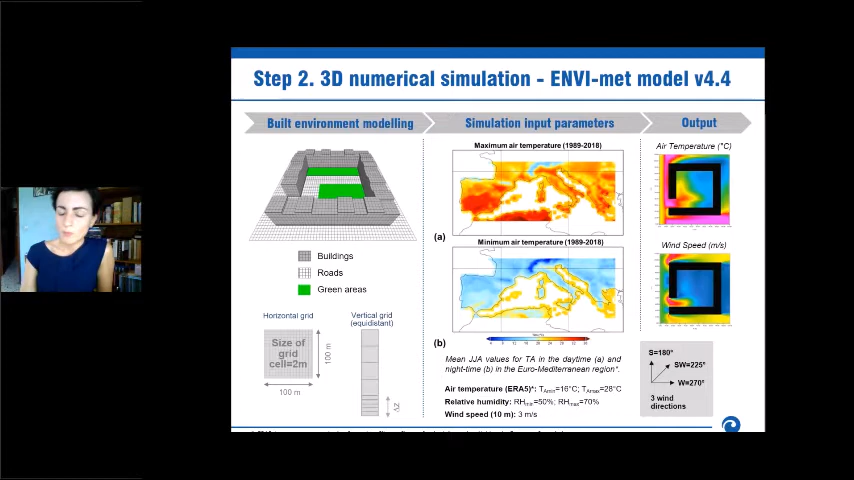 Step 2. 3D numerical simulation - ENVI-met model v4.4
Built environment modelling
Simulation input parameters
Output
Buildings
Roads
Green areas
Horizontal grid
Size of
grid
cell=2m
100 m
100 m
Vertical grid
(equidistant)
ΔZ
Maximum air temperature (1989-2018)
(a)
Minimum air temperature (1989-2018)
(b)
Mean JJA values for TA in the daytime (a) and
night-time (b) in the Euro-Mediterranean region*.
Air temperature (ERA5)*: TAmin=16°C; TAmax=28°C
Relative humidity: RHmin=50%; RHmax=70%
Wind speed (10 m): 3 m/s
Air Temperature (°C)
Wind Speed (m/s)
S=180°
SW=225°
W=270°
3 wind
directions